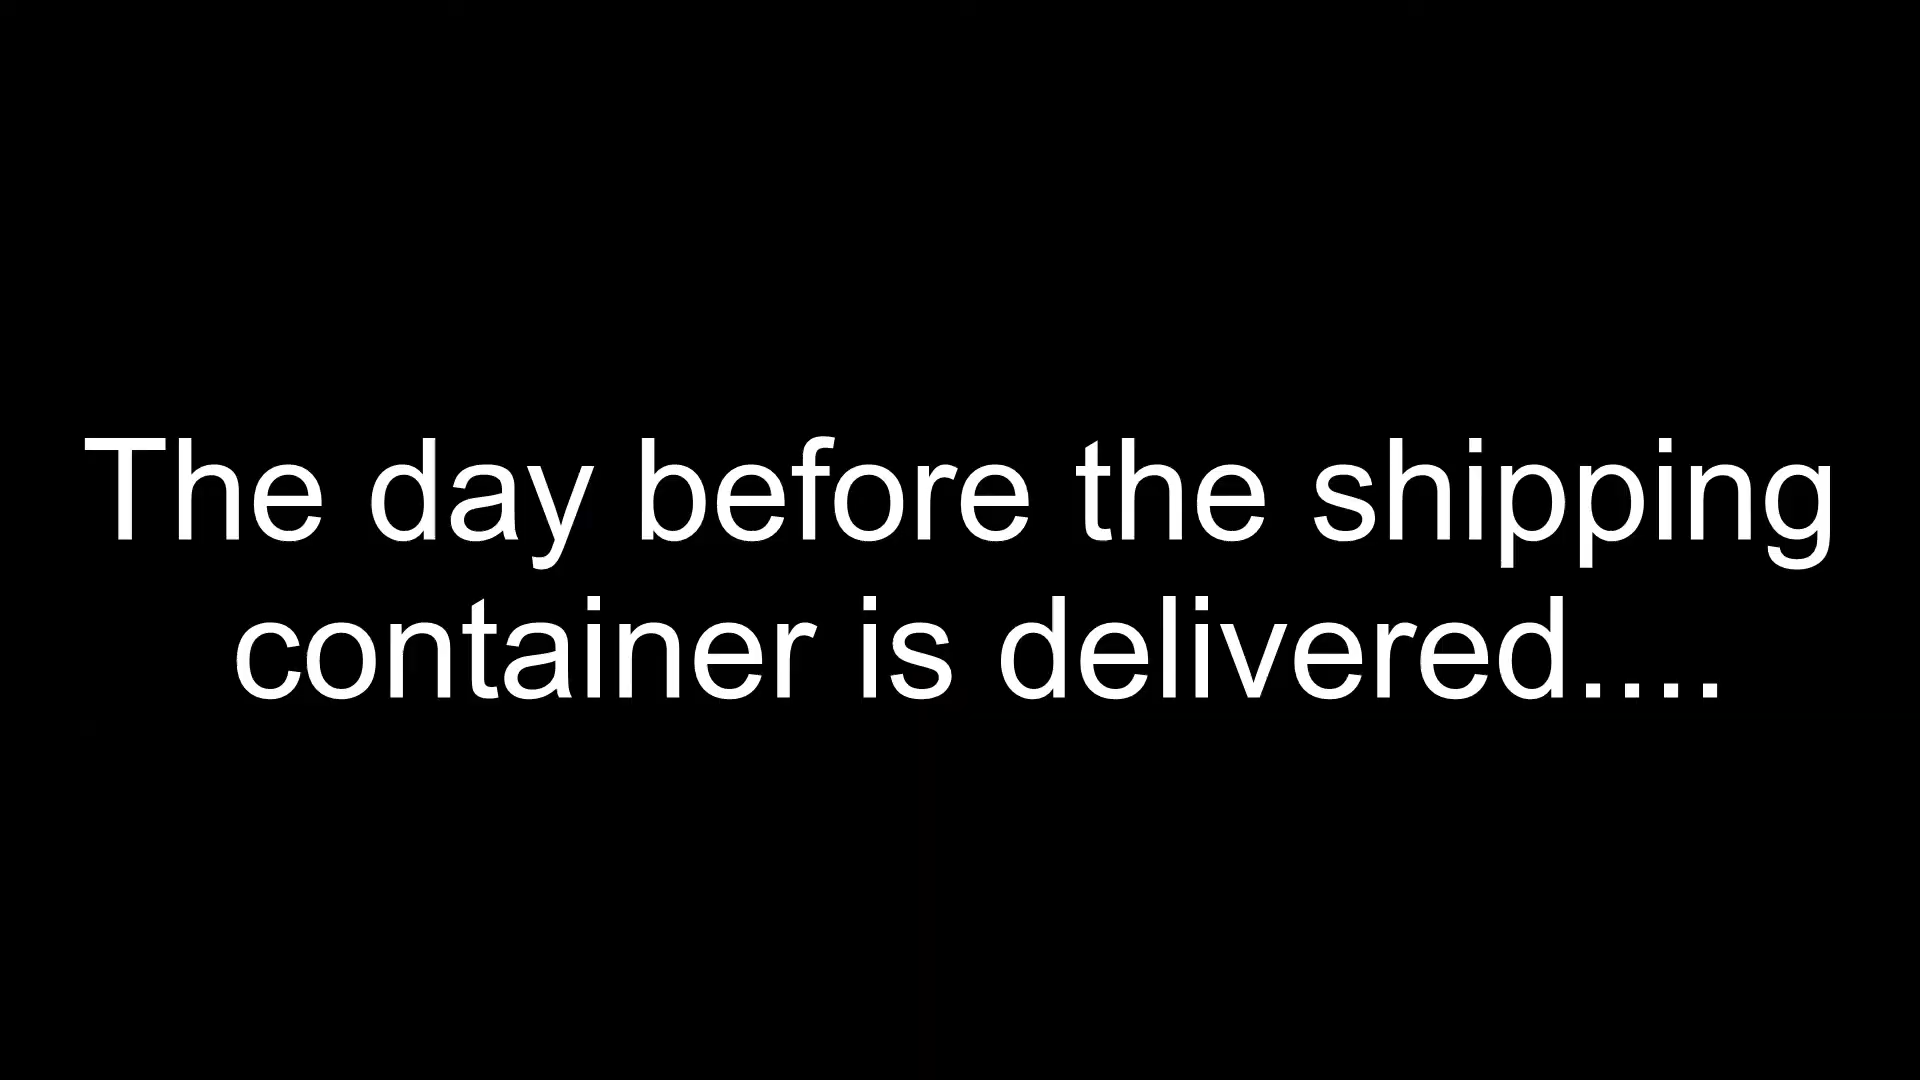 The day before the shipping
container is delivered....